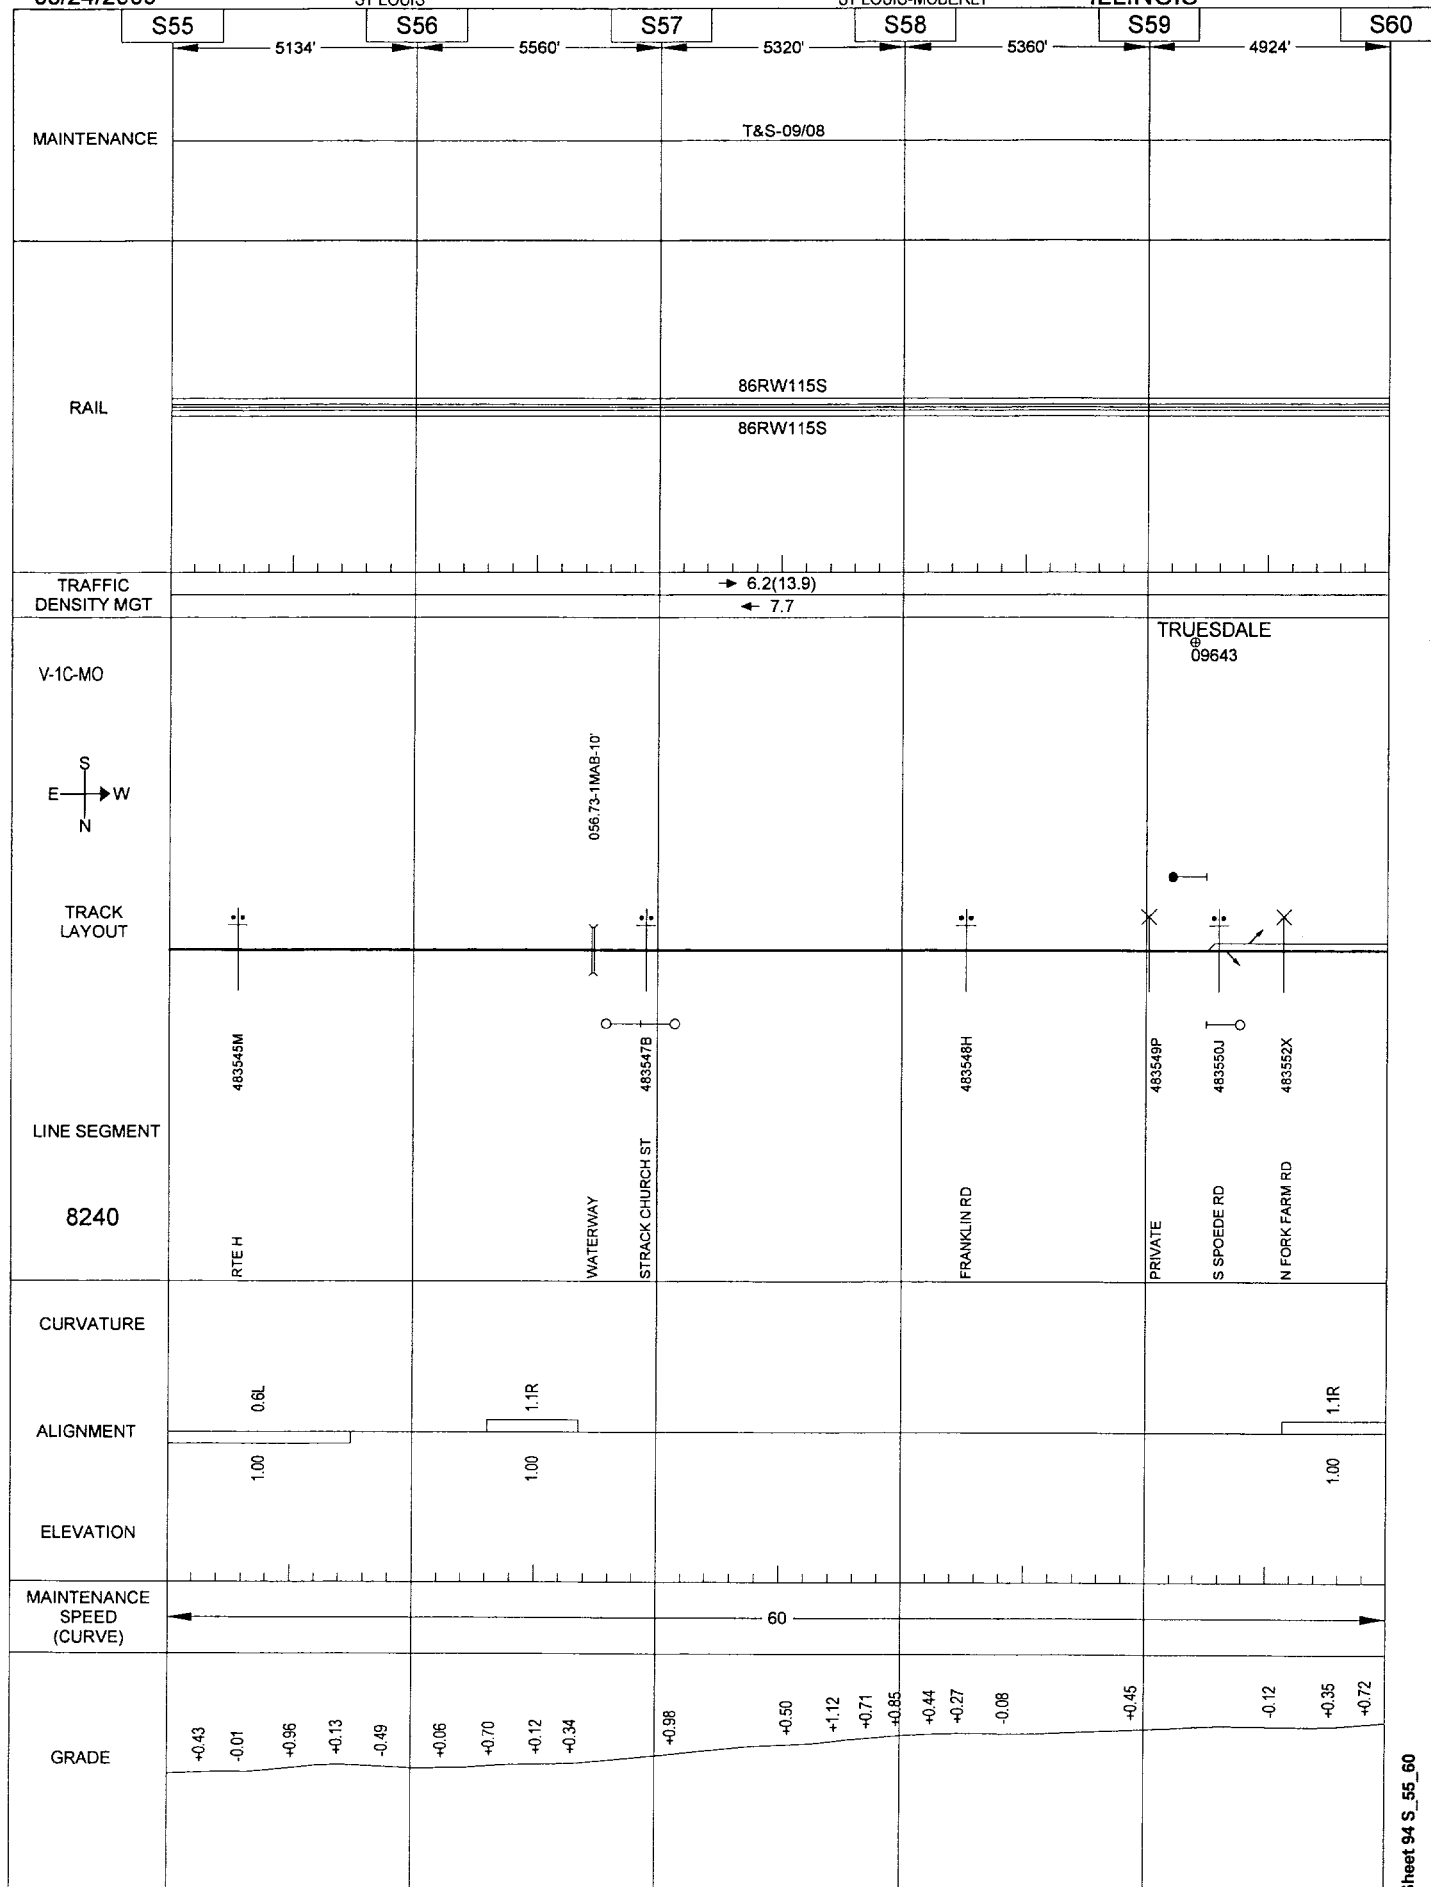 ST LOUIS ST LOUIS-MOBERLY ILLINOIS
S55 S56 S57 S58 S59 S60
5134' 5560' 5320' 5360' 4924'
MAINTENANCE
T&S-09/08
RAIL
86RW115S
86RW115S
TRAFFIC
DENSITY MGT
6.2(13.9)
7.7
TRUESDALE
09643
V-1C-MO
S
E W
N
056.73-1MAB-10'
TRACK
LAYOUT
483545M
483547B
483548H
483549P
483550J
483552X
LINE SEGMENT
8240
RTE H
WATERWAY
STRACK CHURCH ST
FRANKLIN RD
PRIVATE
S SPOEDE RD
N FORK FARM RD
CURVATURE
0.6L
1.1R
1.1R
ALIGNMENT
1.00
1.00
1.00
ELEVATION
MAINTENANCE
SPEED
(CURVE)
60
GRADE
+0.43
-0.01
+0.96
+0.13
-0.49
+0.06
+0.70
+0.12
+0.34
+0.98
+0.50
+1.12
+0.71
+0.85
+0.44
+0.27
-0.08
+0.45
-0.12
+0.35
+0.72
Sheet 94 S_55_60